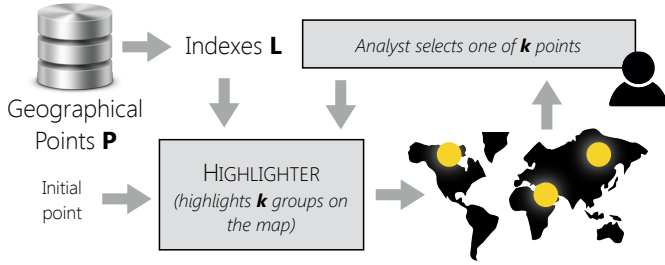 Indexes L
Analyst selects one of k points
Geographical
Points P
Initial
point
HIGHLIGHTER
(highlights k groups on
the map)